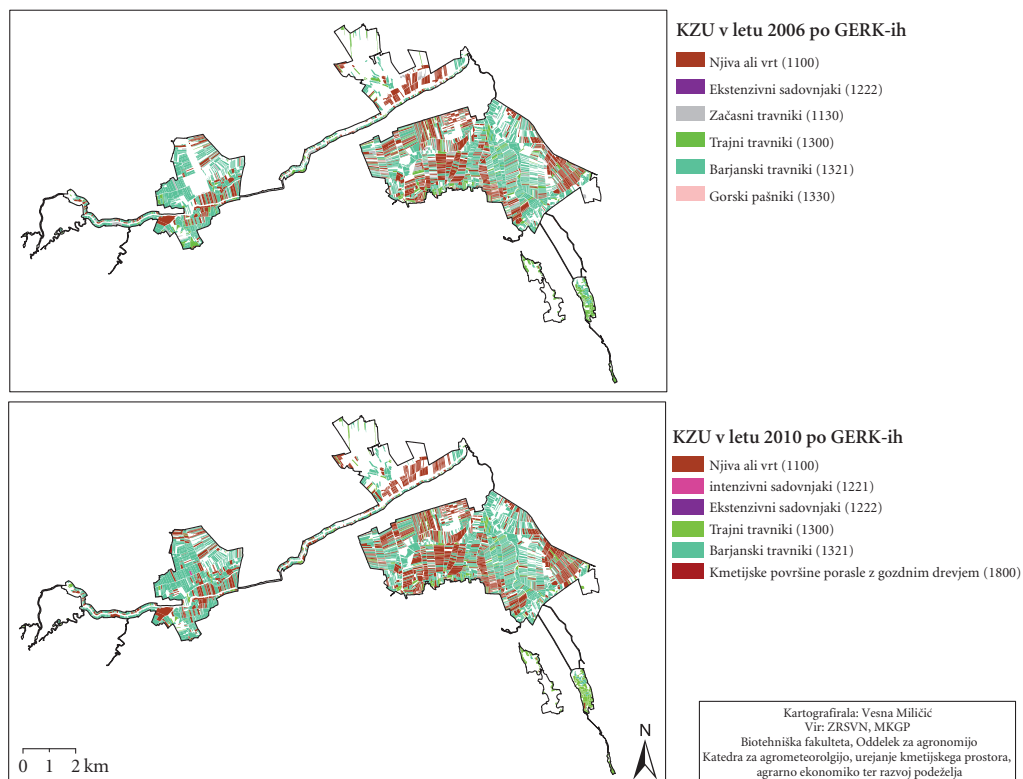 KZU v letu 2006 po GERK-ih
Njiva ali vrt (1100)
Ekstenzivni sadovnjaki (1222)
Začasni travniki (1130)
Trajni travniki (1300)
Barjanski travniki (1321)
Gorski pašniki (1330)
KZU v letu 2010 po GERK-ih
Njiva ali vrt (1100)
intenzivni sadovnjaki (1221)
Ekstenzivni sadovnjaki (1222)
Trajni travniki (1300)
Barjanski travniki (1321)
Kmetijske površine porasle z gozdnim drevjem (1800)
N
0 1 2 km
Kartografirala: Vesna Miličić
Vir: ZRSVN, MKGP
Biotehniška fakulteta, Oddelek za agronomijo
Katedra za agrometeorolgijo, urejanje kmetijskega prostora,
agrarno ekonomiko ter razvoj podeželja